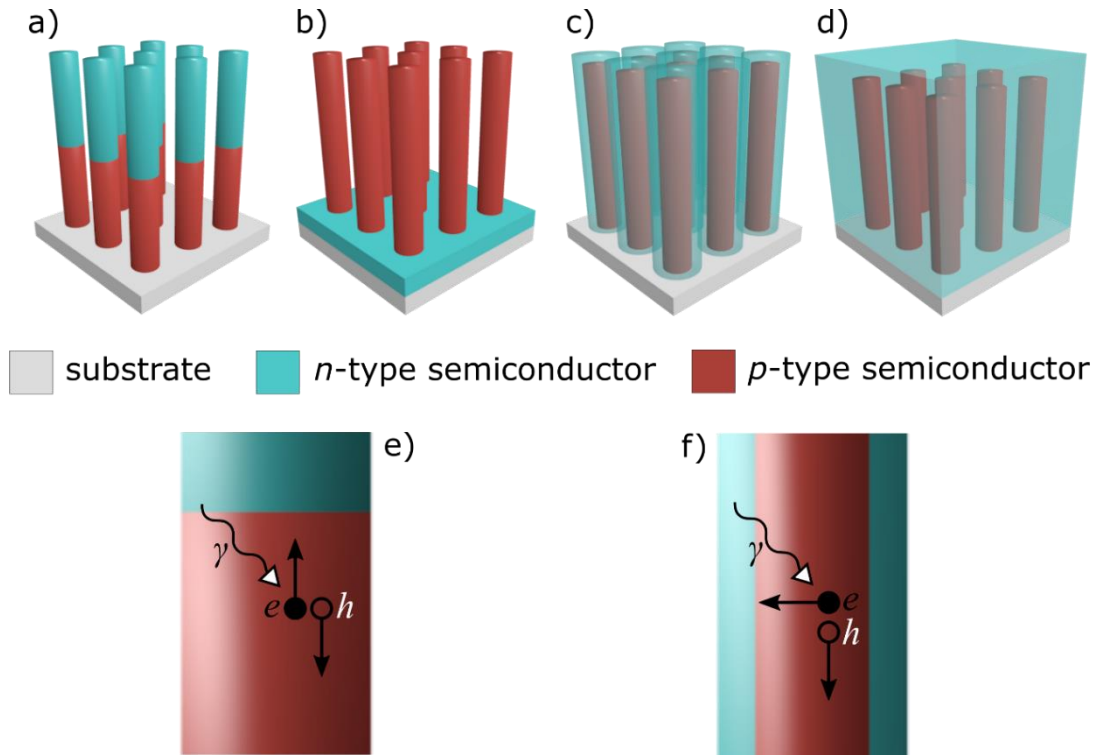 a) b) c) d)
substrate n-type semiconductor p-type semiconductor
e) f)
γ γ
e h e
h